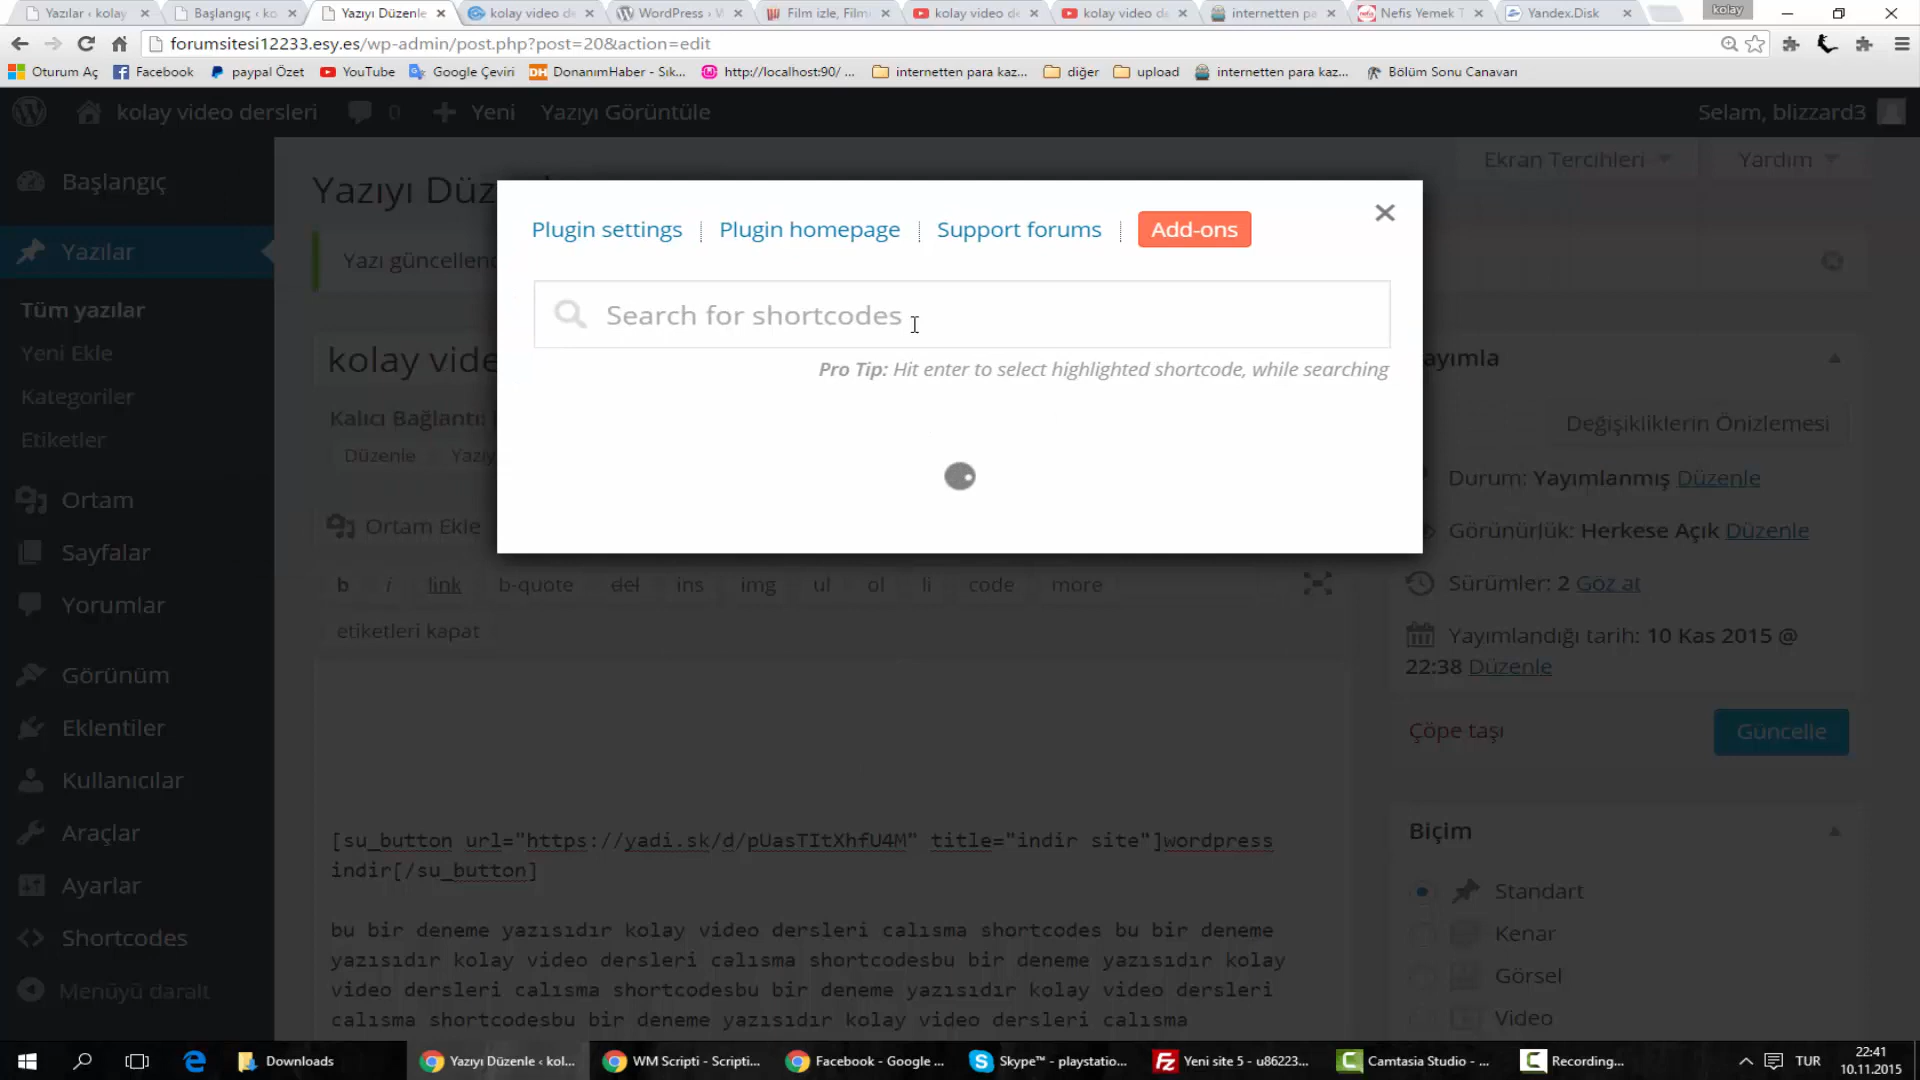 Yazılar ‹ kolay
Başlangıç ‹ ko
Yazıyı Düzenle
kolay video de
WordPress ›
Film izle, Film
kolay video de
kolay video de
internetten pa
Nefis Yemek T
Yandex.Disk
kolay
forumsitesi12233.esy.es/wp-admin/post.php?post=20&action=edit
Oturum Aç
Facebook
paypal Özet
YouTube
Google Çeviri
DonanımHaber - Sık...
http://localhost:90/ ...
internetten para kaz...
diğer
upload
internetten para kaz...
Bölüm Sonu Canavarı
kolay video dersleri
0
Yeni
Yazıyı Görüntüle
Selam, blizzard3
Başlangıç
Yazılar
Tüm yazılar
Yeni Ekle
Kategoriler
Etiketler
Ortam
Sayfalar
Yorumlar
Görünüm
Eklentiler
Kullanıcılar
Araçlar
Ayarlar
Shortcodes
Menüyü daralt
Ekran Tercihleri
Yardım
Yazıyı Düz
Yazı güncellen
kolay vide
Kalıcı Bağlantı:
Düzenle
Yazıy
Ortam Ekle
Plugin settings
Plugin homepage
Support forums
Add-ons
Search for shortcodes
Pro Tip: Hit enter to select highlighted shortcode, while searching
b i link b-quote del ins img ul ol li code more
etiketleri kapat
[su_button url="https://yadi.sk/d/pUasTItXhfU4M" title="indir site"]wordpress
indir[/su_button]
bu bir deneme yazısıdır kolay video dersleri calısma shortcodes bu bir deneme
yazısıdır kolay video dersleri calısma shortcodesbu bir deneme yazısıdır kolay
video dersleri calısma shortcodesbu bir deneme yazısıdır kolay video dersleri
calısma shortcodesbu bir deneme yazısıdır kolay video dersleri calısma
ayımla
Değişikliklerin Önizlemesi
Durum: Yayımlanmış Düzenle
Görünürlük: Herkese Açık Düzenle
Sürümler: 2 Göz at
Yayımlandığı tarih: 10 Kas 2015 @
22:38 Düzenle
Çöpe taşı
Güncelle
Biçim
Standart
Kenar
Görsel
Video
Downloads
Yazıyı Düzenle ‹ kol...
WM Scripti - Scripti...
Facebook - Google ...
Skype™ - playstatio...
Yeni site 5 - u86223...
Camtasia Studio - ...
Recording...
TUR
22:41
10.11.2015